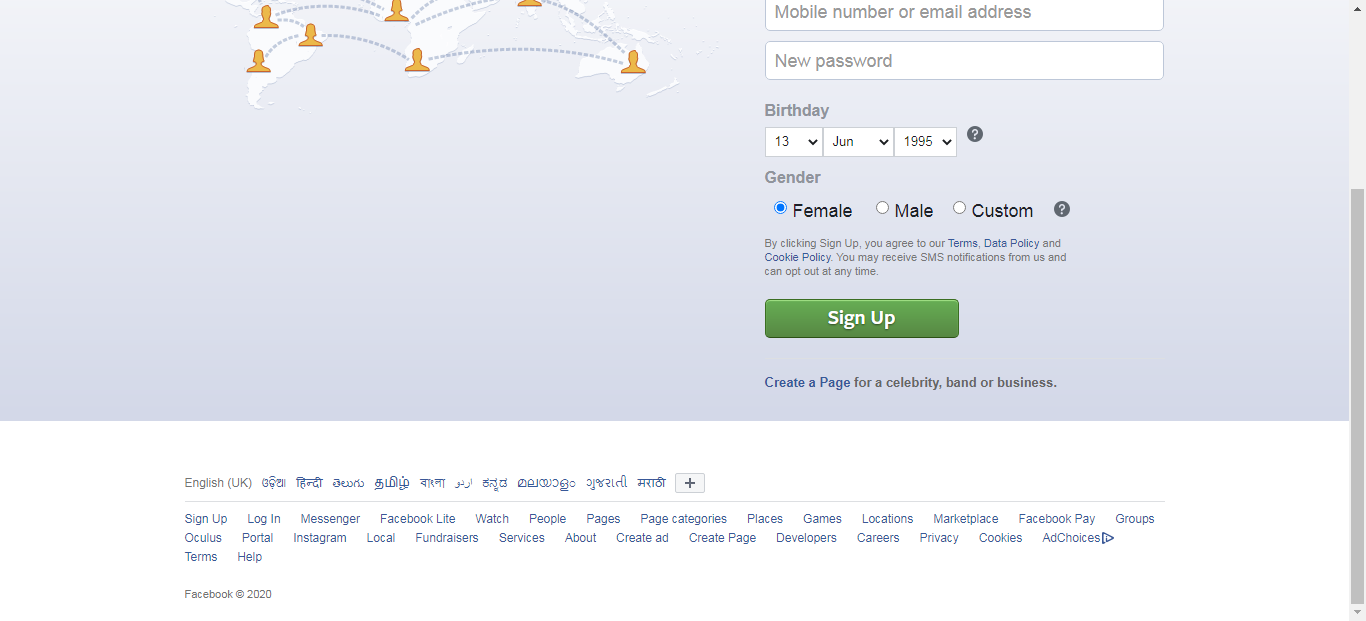 Mobile number or email address
New password
Birthday
13 Jun 1995 ?
Gender
Female Male Custom ?
By clicking Sign Up, you agree to our Terms, Data Policy and
Cookie Policy. You may receive SMS notifications from us and
can opt out at any time.
Sign Up
Create a Page for a celebrity, band or business.
English (UK) ଓଡ଼ିଆ हिन्दी తెలుగు தமிழ் বাংলা اردو ಕನ್ನಡ മലയാളം ગુજરાતી मराठी +
Sign Up Log In Messenger Facebook Lite Watch People Pages Page categories Places Games Locations Marketplace Facebook Pay Groups
Oculus Portal Instagram Local Fundraisers Services About Create ad Create Page Developers Careers Privacy Cookies AdChoices
Terms Help
Facebook © 2020